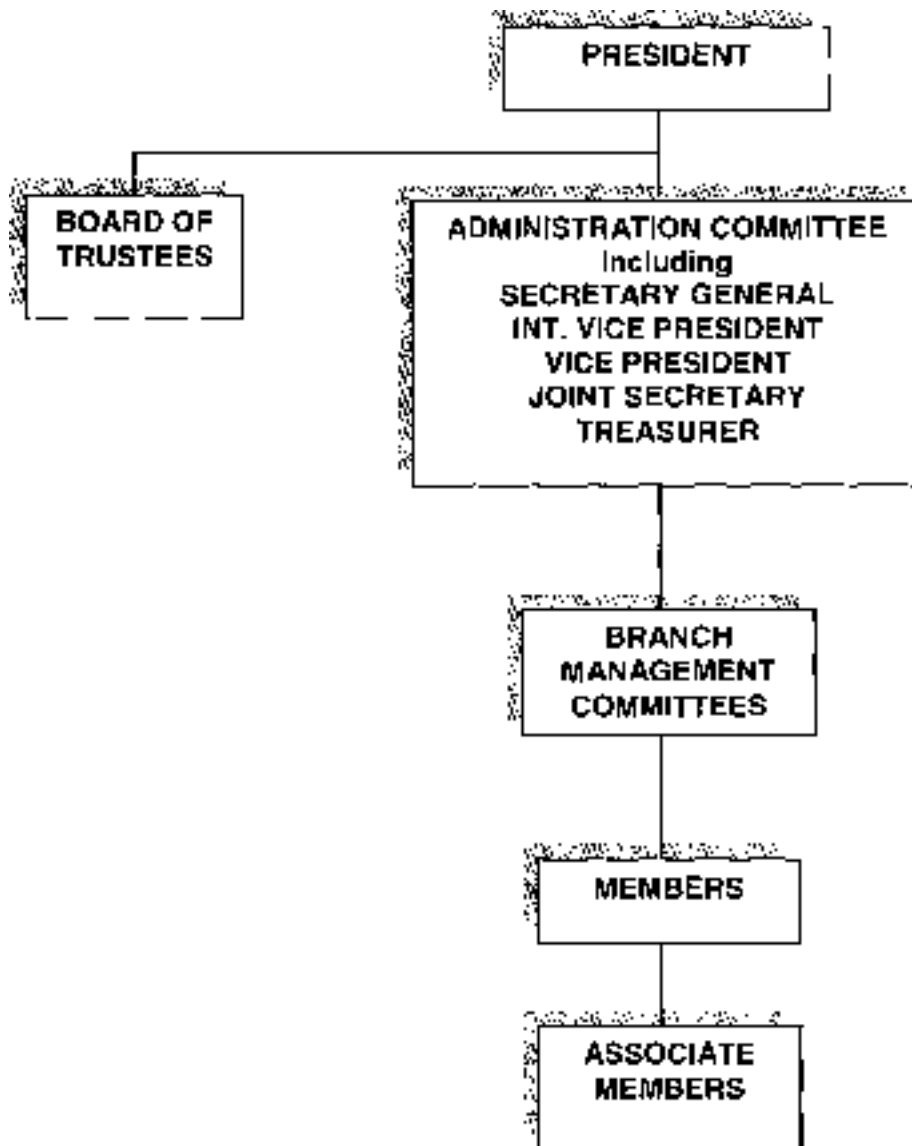 PRESIDENT
BOARD OF
TRUSTEES
ADMINISTRATION COMMITTEE
Including
SECRETARY GENERAL
INT. VICE PRESIDENT
VICE PRESIDENT
JOINT SECRETARY
TREASURER
BRANCH
MANAGEMENT
COMMITTEES
MEMBERS
ASSOCIATE
MEMBERS